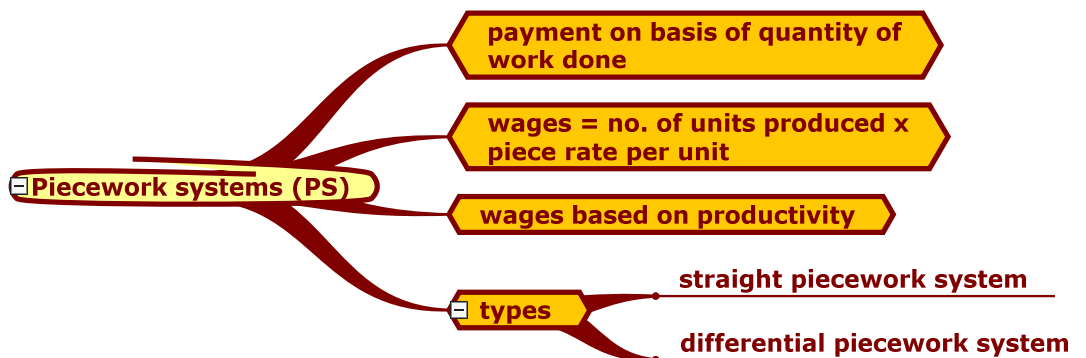 payment on basis of quantity of
work done
wages = no. of units produced x
piece rate per unit
Piecework systems (PS)
wages based on productivity
straight piecework system
types
differential piecework system